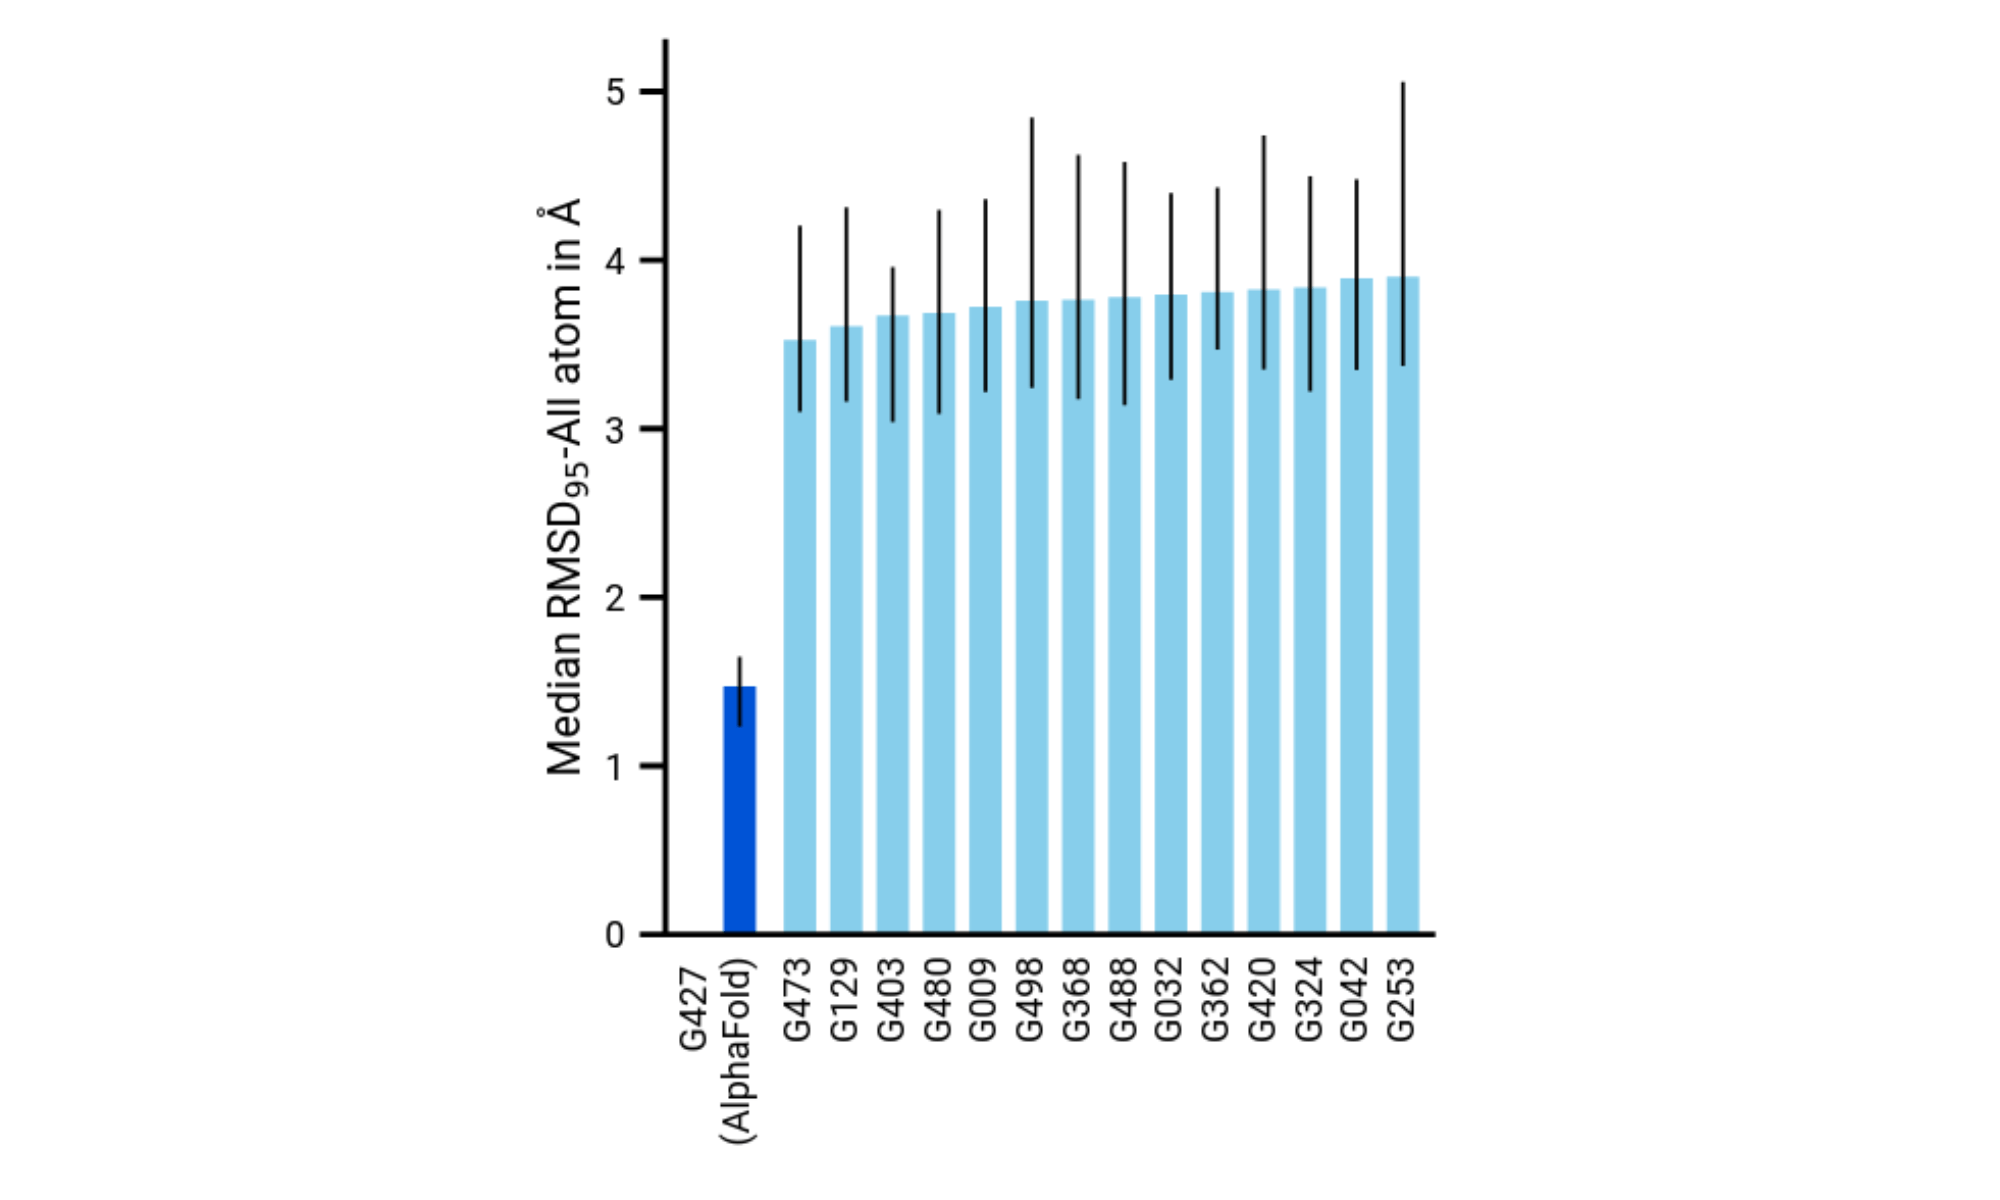 Median RMSD₉₅-All atom in Å
5
4
3
2
1
0
G427
(AlphaFold)
G473
G129
G403
G480
G009
G498
G368
G488
G032
G362
G420
G324
G042
G253